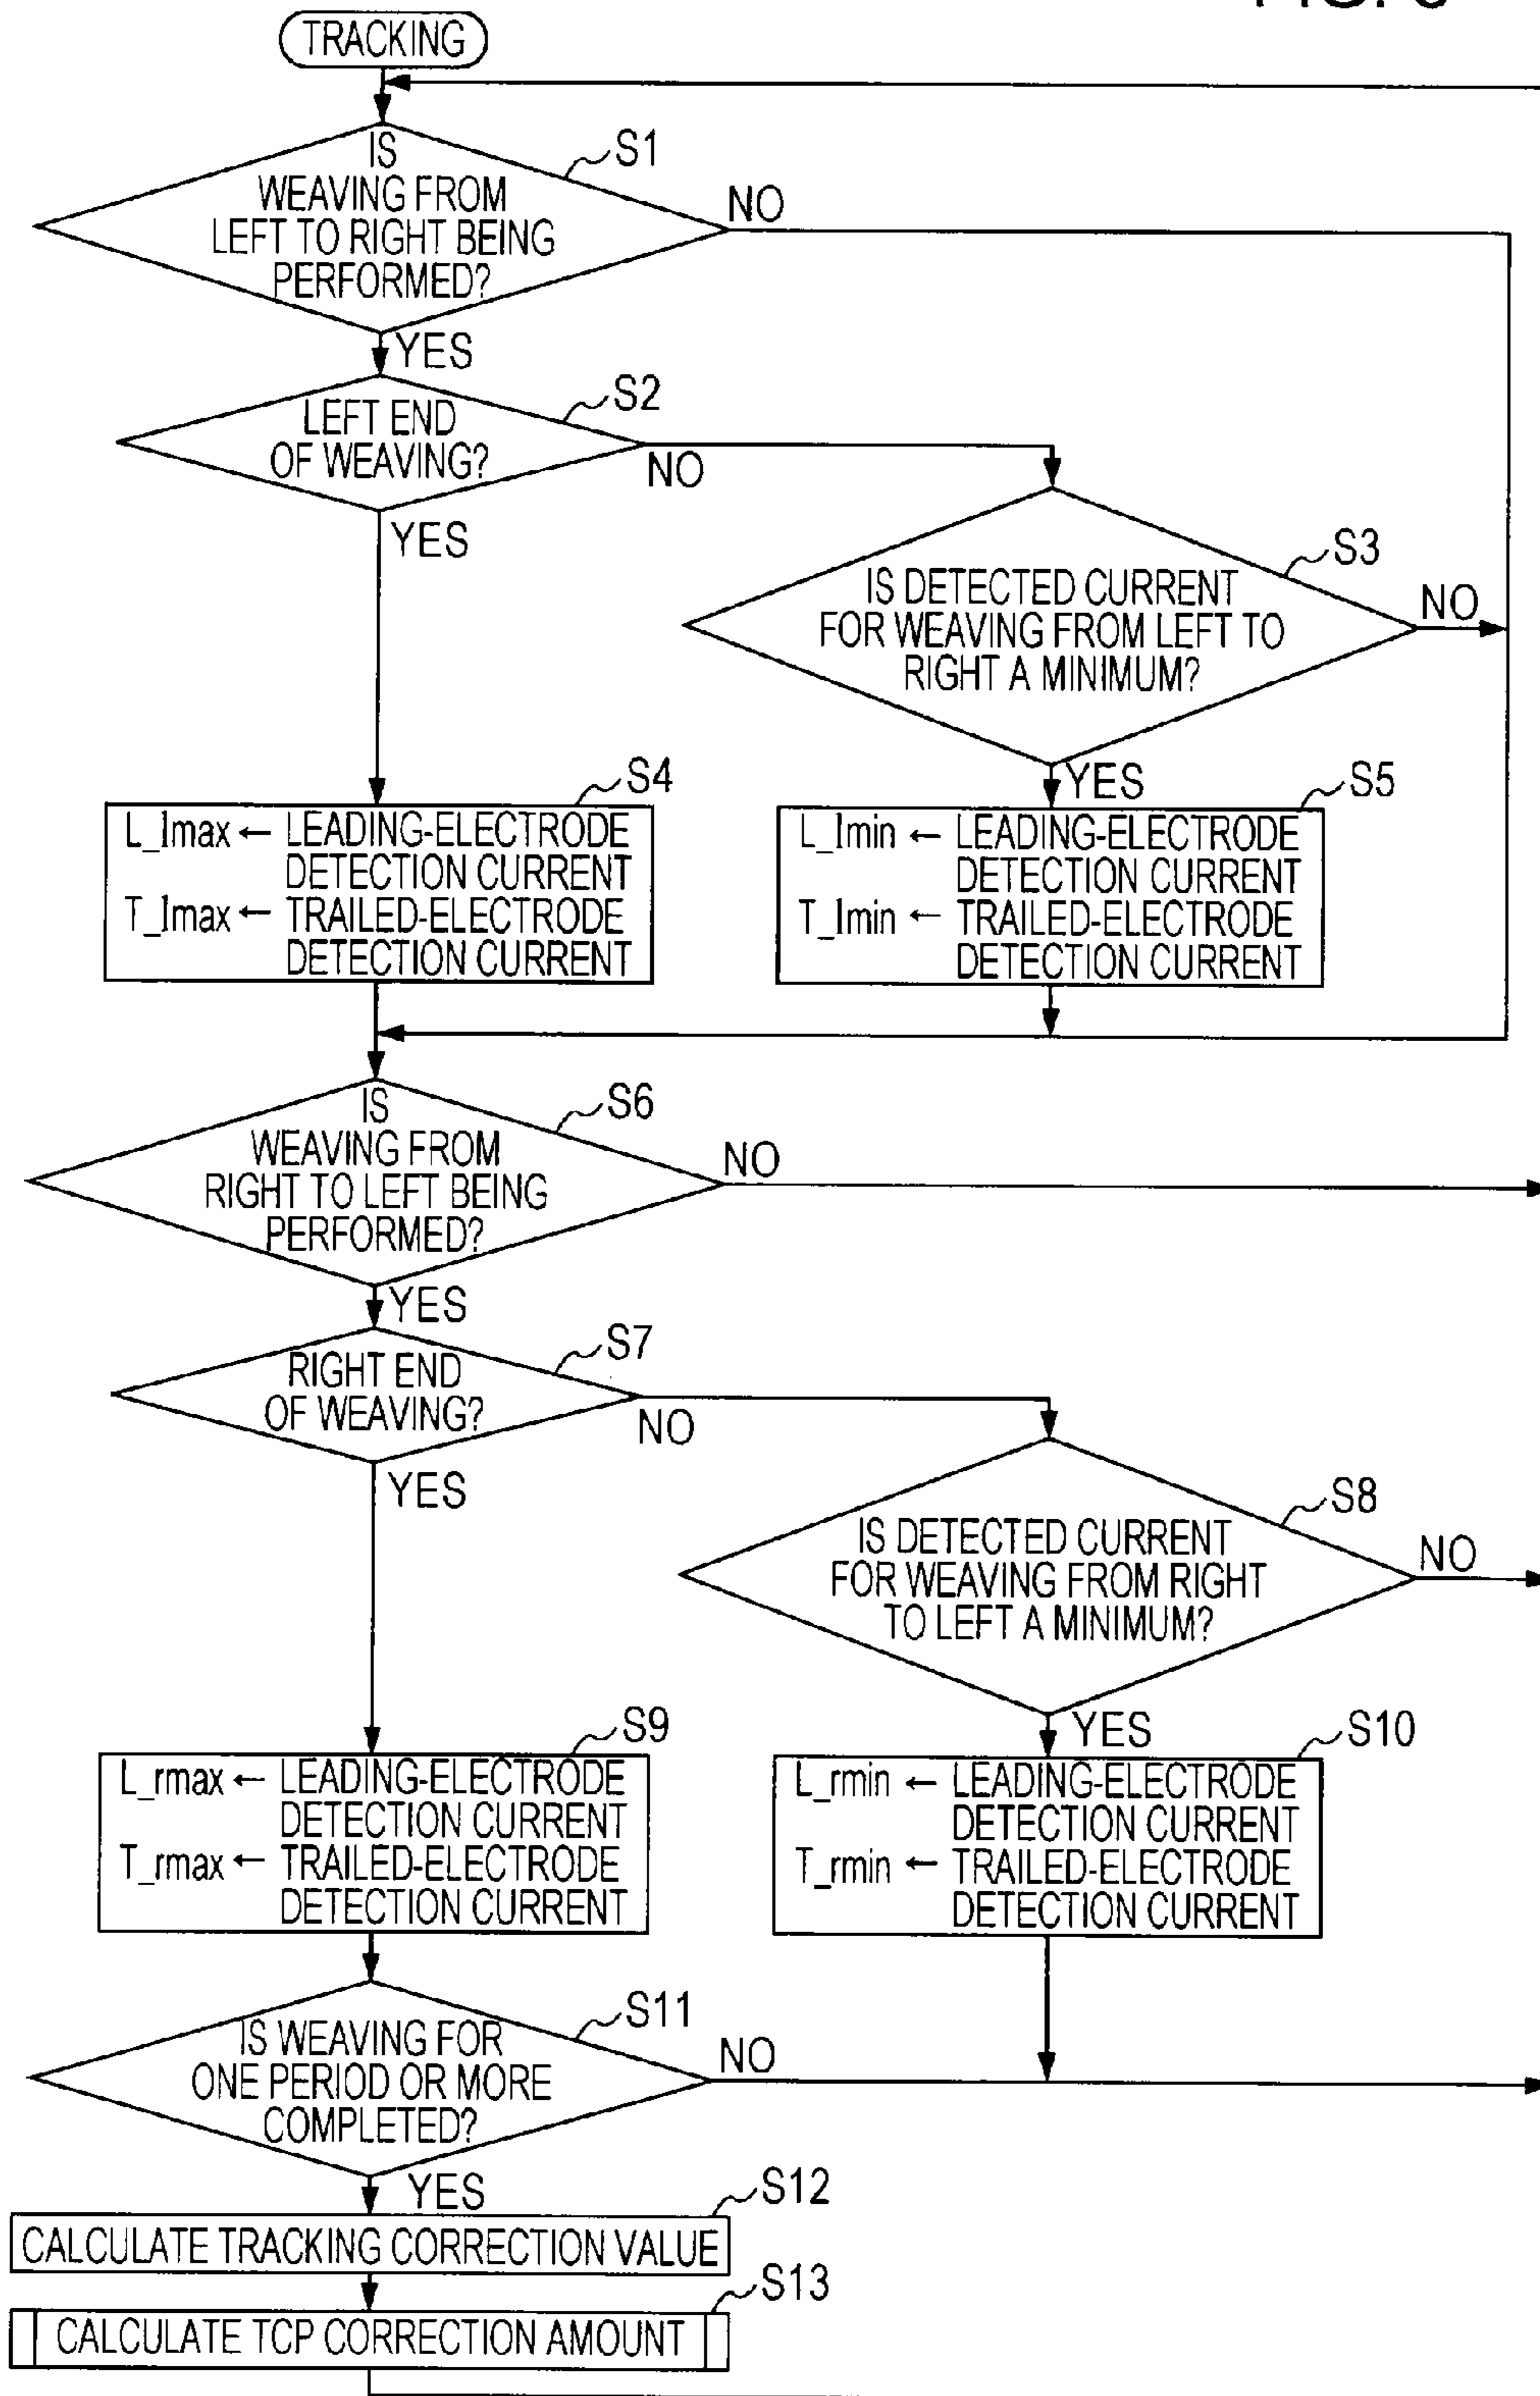 TRACKING
IS
WEAVING FROM
LEFT TO RIGHT BEING
PERFORMED?
S1
NO
YES
LEFT END
OF WEAVING?
S2
NO
YES
IS DETECTED CURRENT
FOR WEAVING FROM LEFT TO
RIGHT A MINIMUM?
S3
NO
YES
S4
L_lmax ← LEADING-ELECTRODE
DETECTION CURRENT
T_lmax ← TRAILED-ELECTRODE
DETECTION CURRENT
S5
L_lmin ← LEADING-ELECTRODE
DETECTION CURRENT
T_lmin ← TRAILED-ELECTRODE
DETECTION CURRENT
IS
WEAVING FROM
RIGHT TO LEFT BEING
PERFORMED?
S6
NO
YES
RIGHT END
OF WEAVING?
S7
NO
YES
IS DETECTED CURRENT
FOR WEAVING FROM RIGHT
TO LEFT A MINIMUM?
S8
NO
YES
S9
L_rmax ← LEADING-ELECTRODE
DETECTION CURRENT
T_rmax ← TRAILED-ELECTRODE
DETECTION CURRENT
S10
L_rmin ← LEADING-ELECTRODE
DETECTION CURRENT
T_rmin ← TRAILED-ELECTRODE
DETECTION CURRENT
IS WEAVING FOR
ONE PERIOD OR MORE
COMPLETED?
S11
NO
YES
S12
CALCULATE TRACKING CORRECTION VALUE
S13
CALCULATE TCP CORRECTION AMOUNT